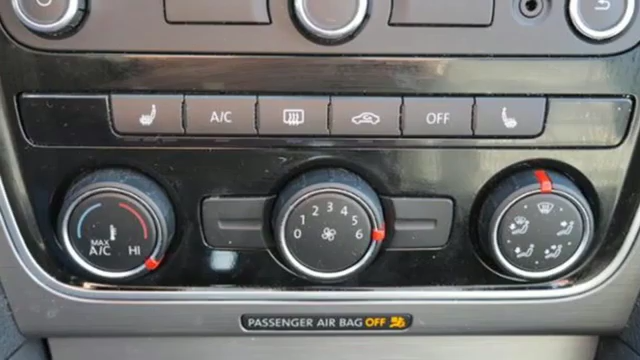 A/C
OFF
MAX
A/C
HI
0 1 2 3 4 5 6
PASSENGER AIR BAG OFF